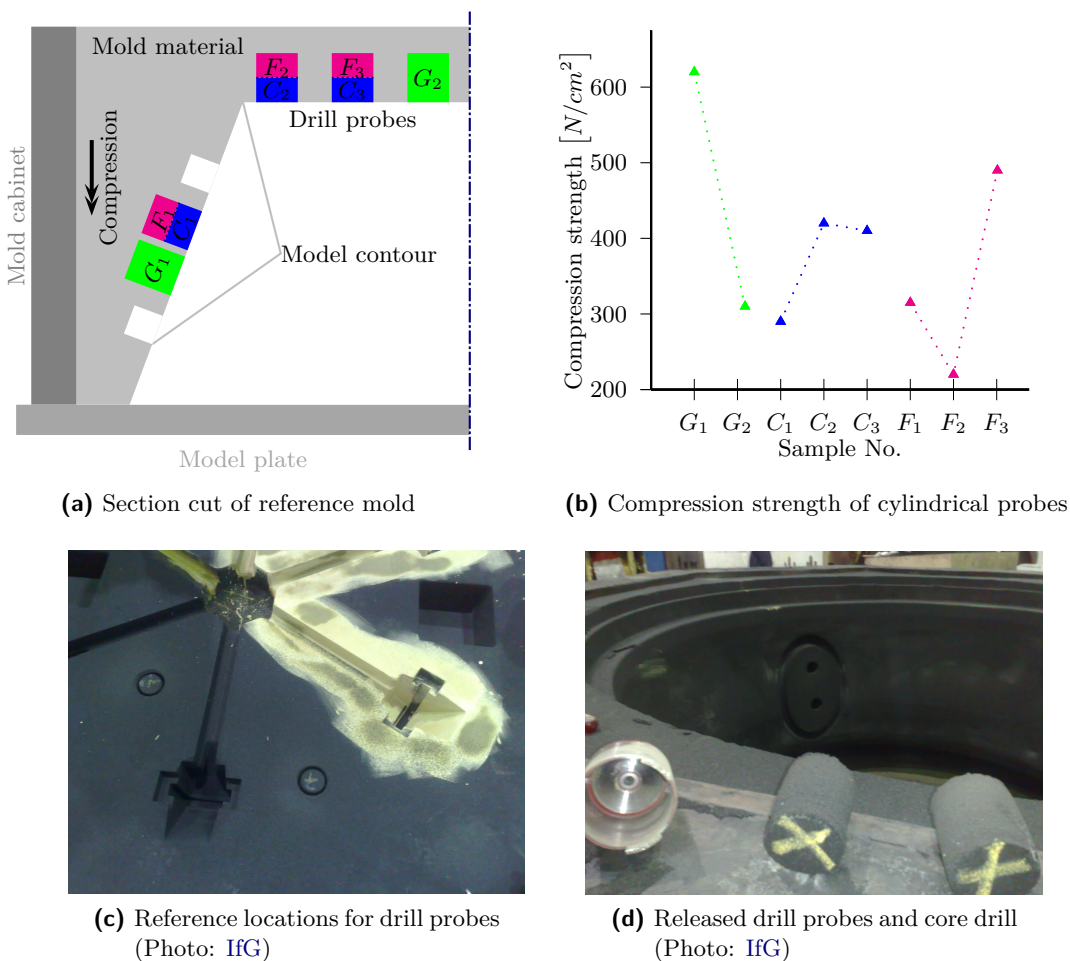 Mold material
F2
F3
G2
C2
C3
Drill probes
Mold cabinet
Compression
F1
C1
G1
Model contour
Model plate
(a) Section cut of reference mold
Compression strength [N/cm²]
600
500
400
300
200
G1 G2 C1 C2 C3 F1 F2 F3
Sample No.
(b) Compression strength of cylindrical probes
(c) Reference locations for drill probes
(Photo: IfG)
(d) Released drill probes and core drill
(Photo: IfG)